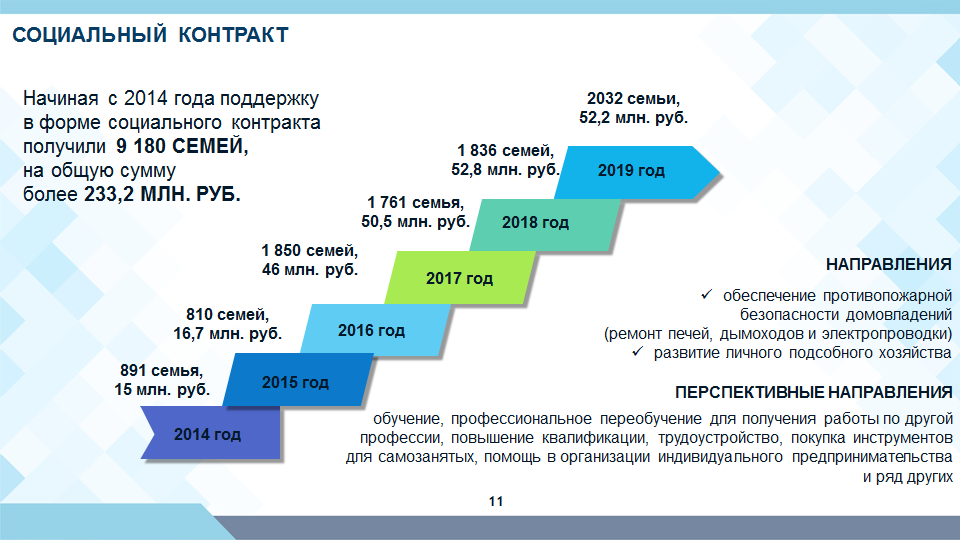 СОЦИАЛЬНЫЙ КОНТРАКТ
Начиная с 2014 года поддержку
в форме социального контракта
получили 9 180 СЕМЕЙ,
на общую сумму
более 233,2 МЛН. РУБ.
2032 семьи,
52,2 млн. руб.
2019 год
1 836 семей,
52,8 млн. руб.
2018 год
1 761 семья,
50,5 млн. руб.
2017 год
1 850 семей,
46 млн. руб.
2016 год
810 семей,
16,7 млн. руб.
2015 год
891 семья,
15 млн. руб.
2014 год
НАПРАВЛЕНИЯ
✓ обеспечение противопожарной
безопасности домовладений
(ремонт печей, дымоходов и электропроводки)
✓ развитие личного подсобного хозяйства
ПЕРСПЕКТИВНЫЕ НАПРАВЛЕНИЯ
обучение, профессиональное переобучение для получения работы по другой
профессии, повышение квалификации, трудоустройство, покупка инструментов
для самозанятых, помощь в организации индивидуального предпринимательства
и ряд других
11